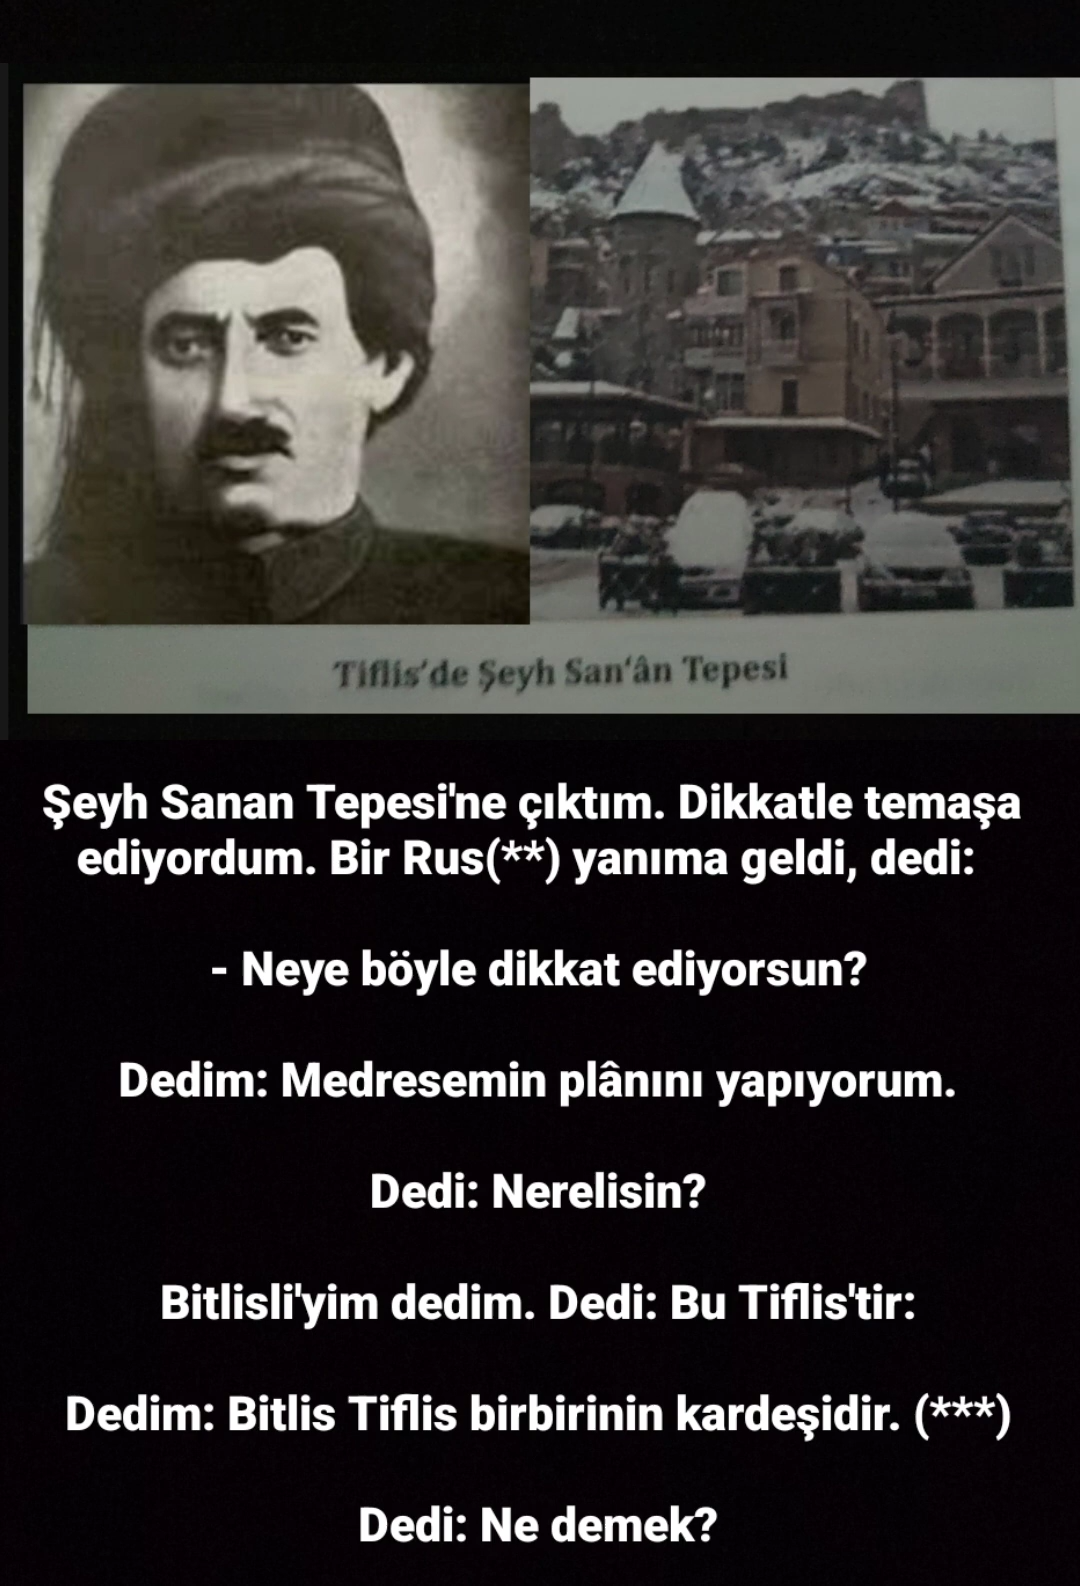 Tiflis'de Şeyh San'ân Tepesi
Şeyh Sanan Tepesi'ne çıktım. Dikkatle temaşa
ediyordum. Bir Rus(**) yanıma geldi, dedi:
- Neye böyle dikkat ediyorsun?
Dedim: Medresemin plânını yapıyorum.
Dedi: Nerelisin?
Bitlisli'yim dedim. Dedi: Bu Tiflis'tir:
Dedim: Bitlis Tiflis birbirinin kardeşidir. (***)
Dedi: Ne demek?